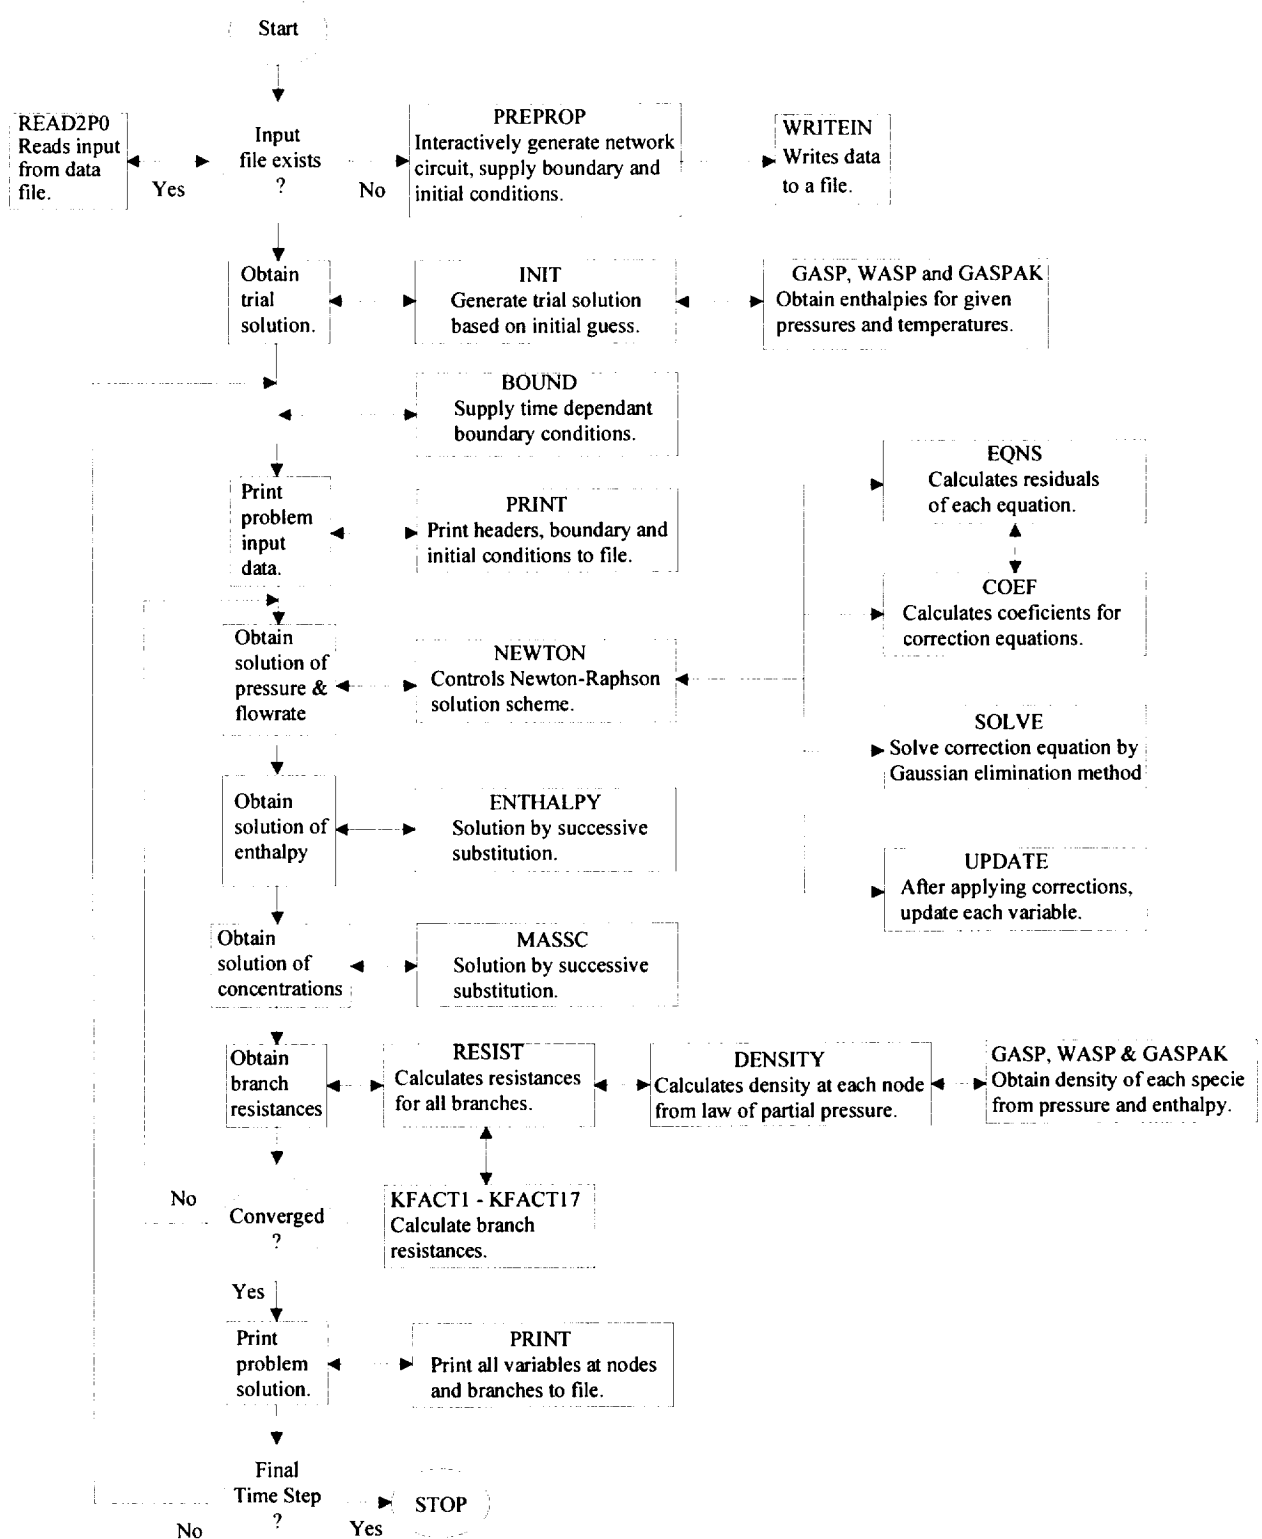 Start
READ2P0
Reads input
from data
file.
Yes
Input
file exists
?
No
PREPROP
Interactively generate network
circuit, supply boundary and
initial conditions.
WRITEIN
Writes data
to a file.
Obtain
trial
solution.
INIT
Generate trial solution
based on initial guess.
GASP, WASP and GASPAK
Obtain enthalpies for given
pressures and temperatures.
BOUND
Supply time dependant
boundary conditions.
Print
problem
input
data.
PRINT
Print headers, boundary and
initial conditions to file.
EQNS
Calculates residuals
of each equation.
COEF
Calculates coeficients for
correction equations.
Obtain
solution of
pressure &
flowrate
NEWTON
Controls Newton-Raphson
solution scheme.
SOLVE
Solve correction equation by
Gaussian elimination method
Obtain
solution of
enthalpy
ENTHALPY
Solution by successive
substitution.
UPDATE
After applying corrections,
update each variable.
Obtain
solution of
concentrations
MASSC
Solution by successive
substitution.
Obtain
branch
resistances
RESIST
Calculates resistances
for all branches.
DENSITY
Calculates density at each node
from law of partial pressure.
GASP, WASP & GASPAK
Obtain density of each specie
from pressure and enthalpy.
No
Converged
?
KFACT1 - KFACT17
Calculate branch
resistances.
Yes
Print
problem
solution.
PRINT
Print all variables at nodes
and branches to file.
Final
Time Step
?
No
Yes
STOP